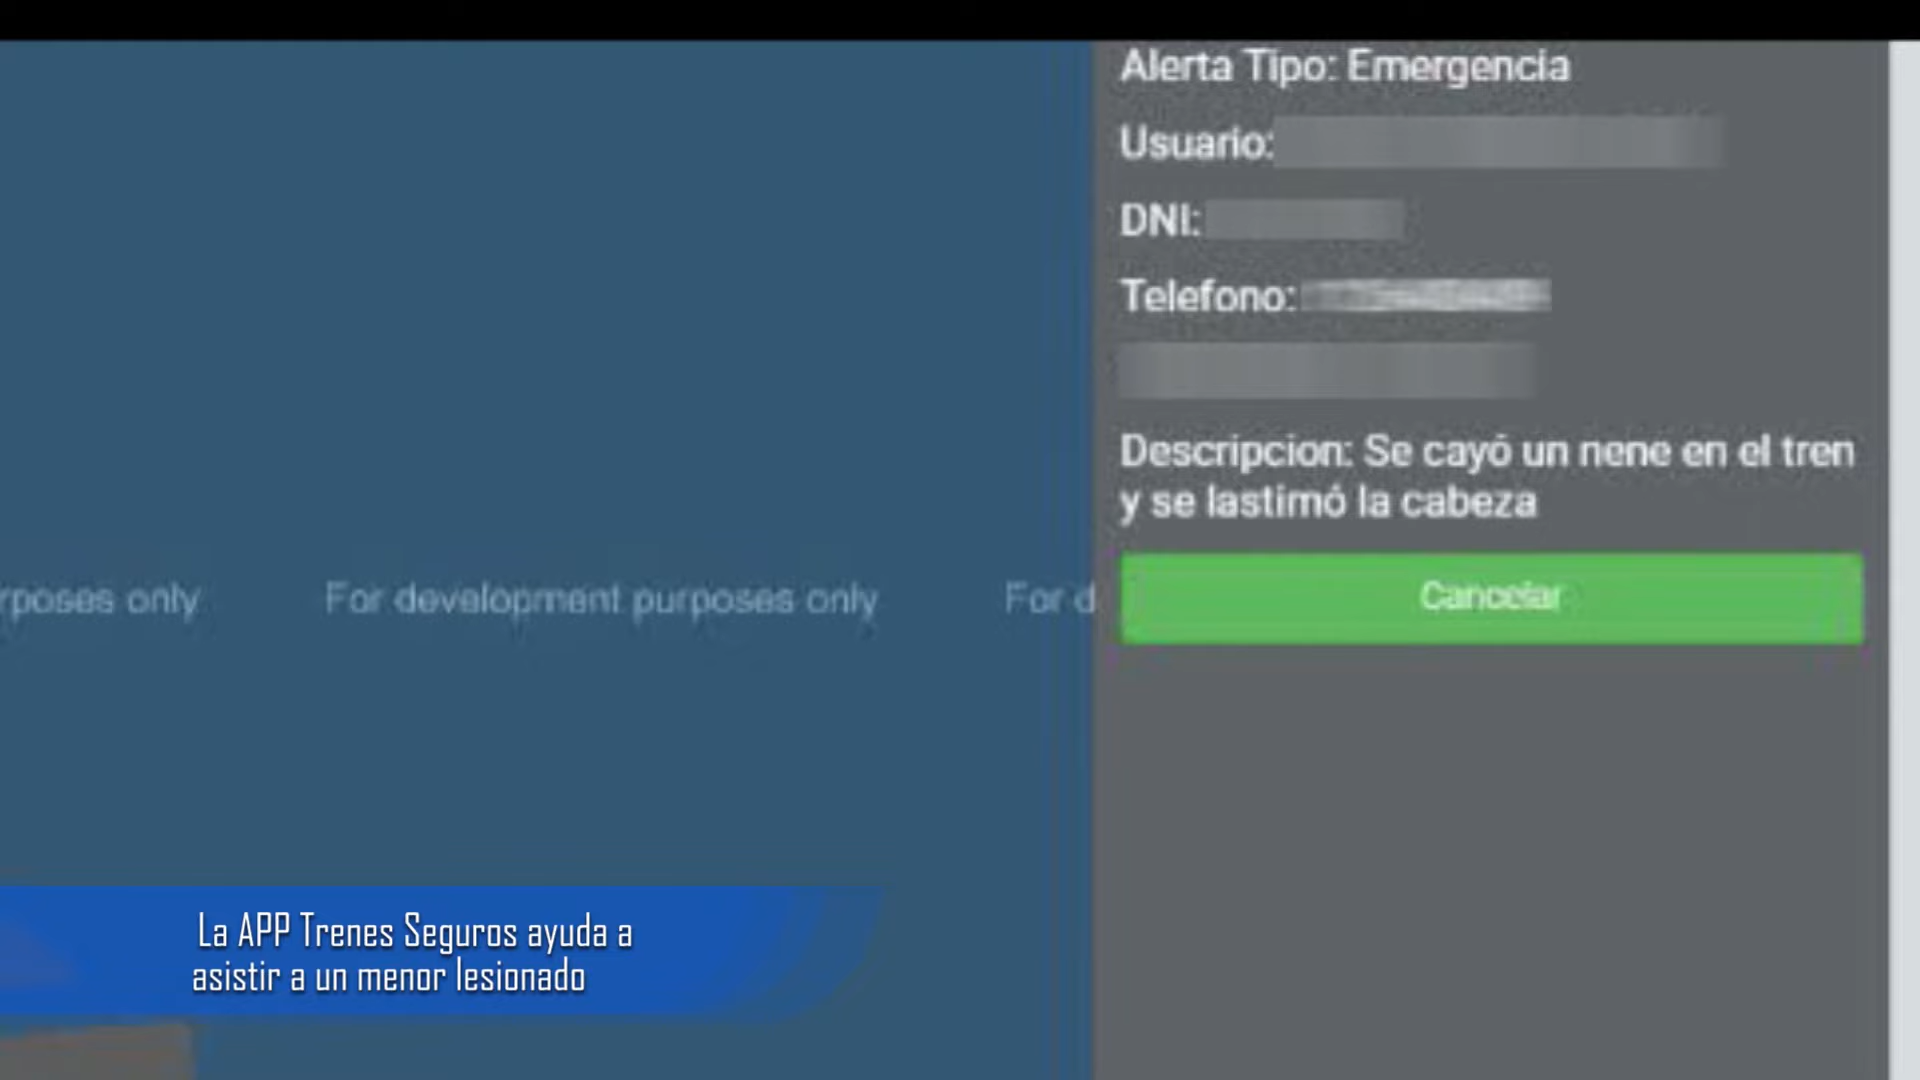 Alerta Tipo: Emergencia
Usuario:
DNI:
Telefono:
Descripcion: Se cayó un nene en el tren
y se lastimó la cabeza
rposes only For development purposes only For d
Cancelar
La APP Trenes Seguros ayuda a
asistir a un menor lesionado